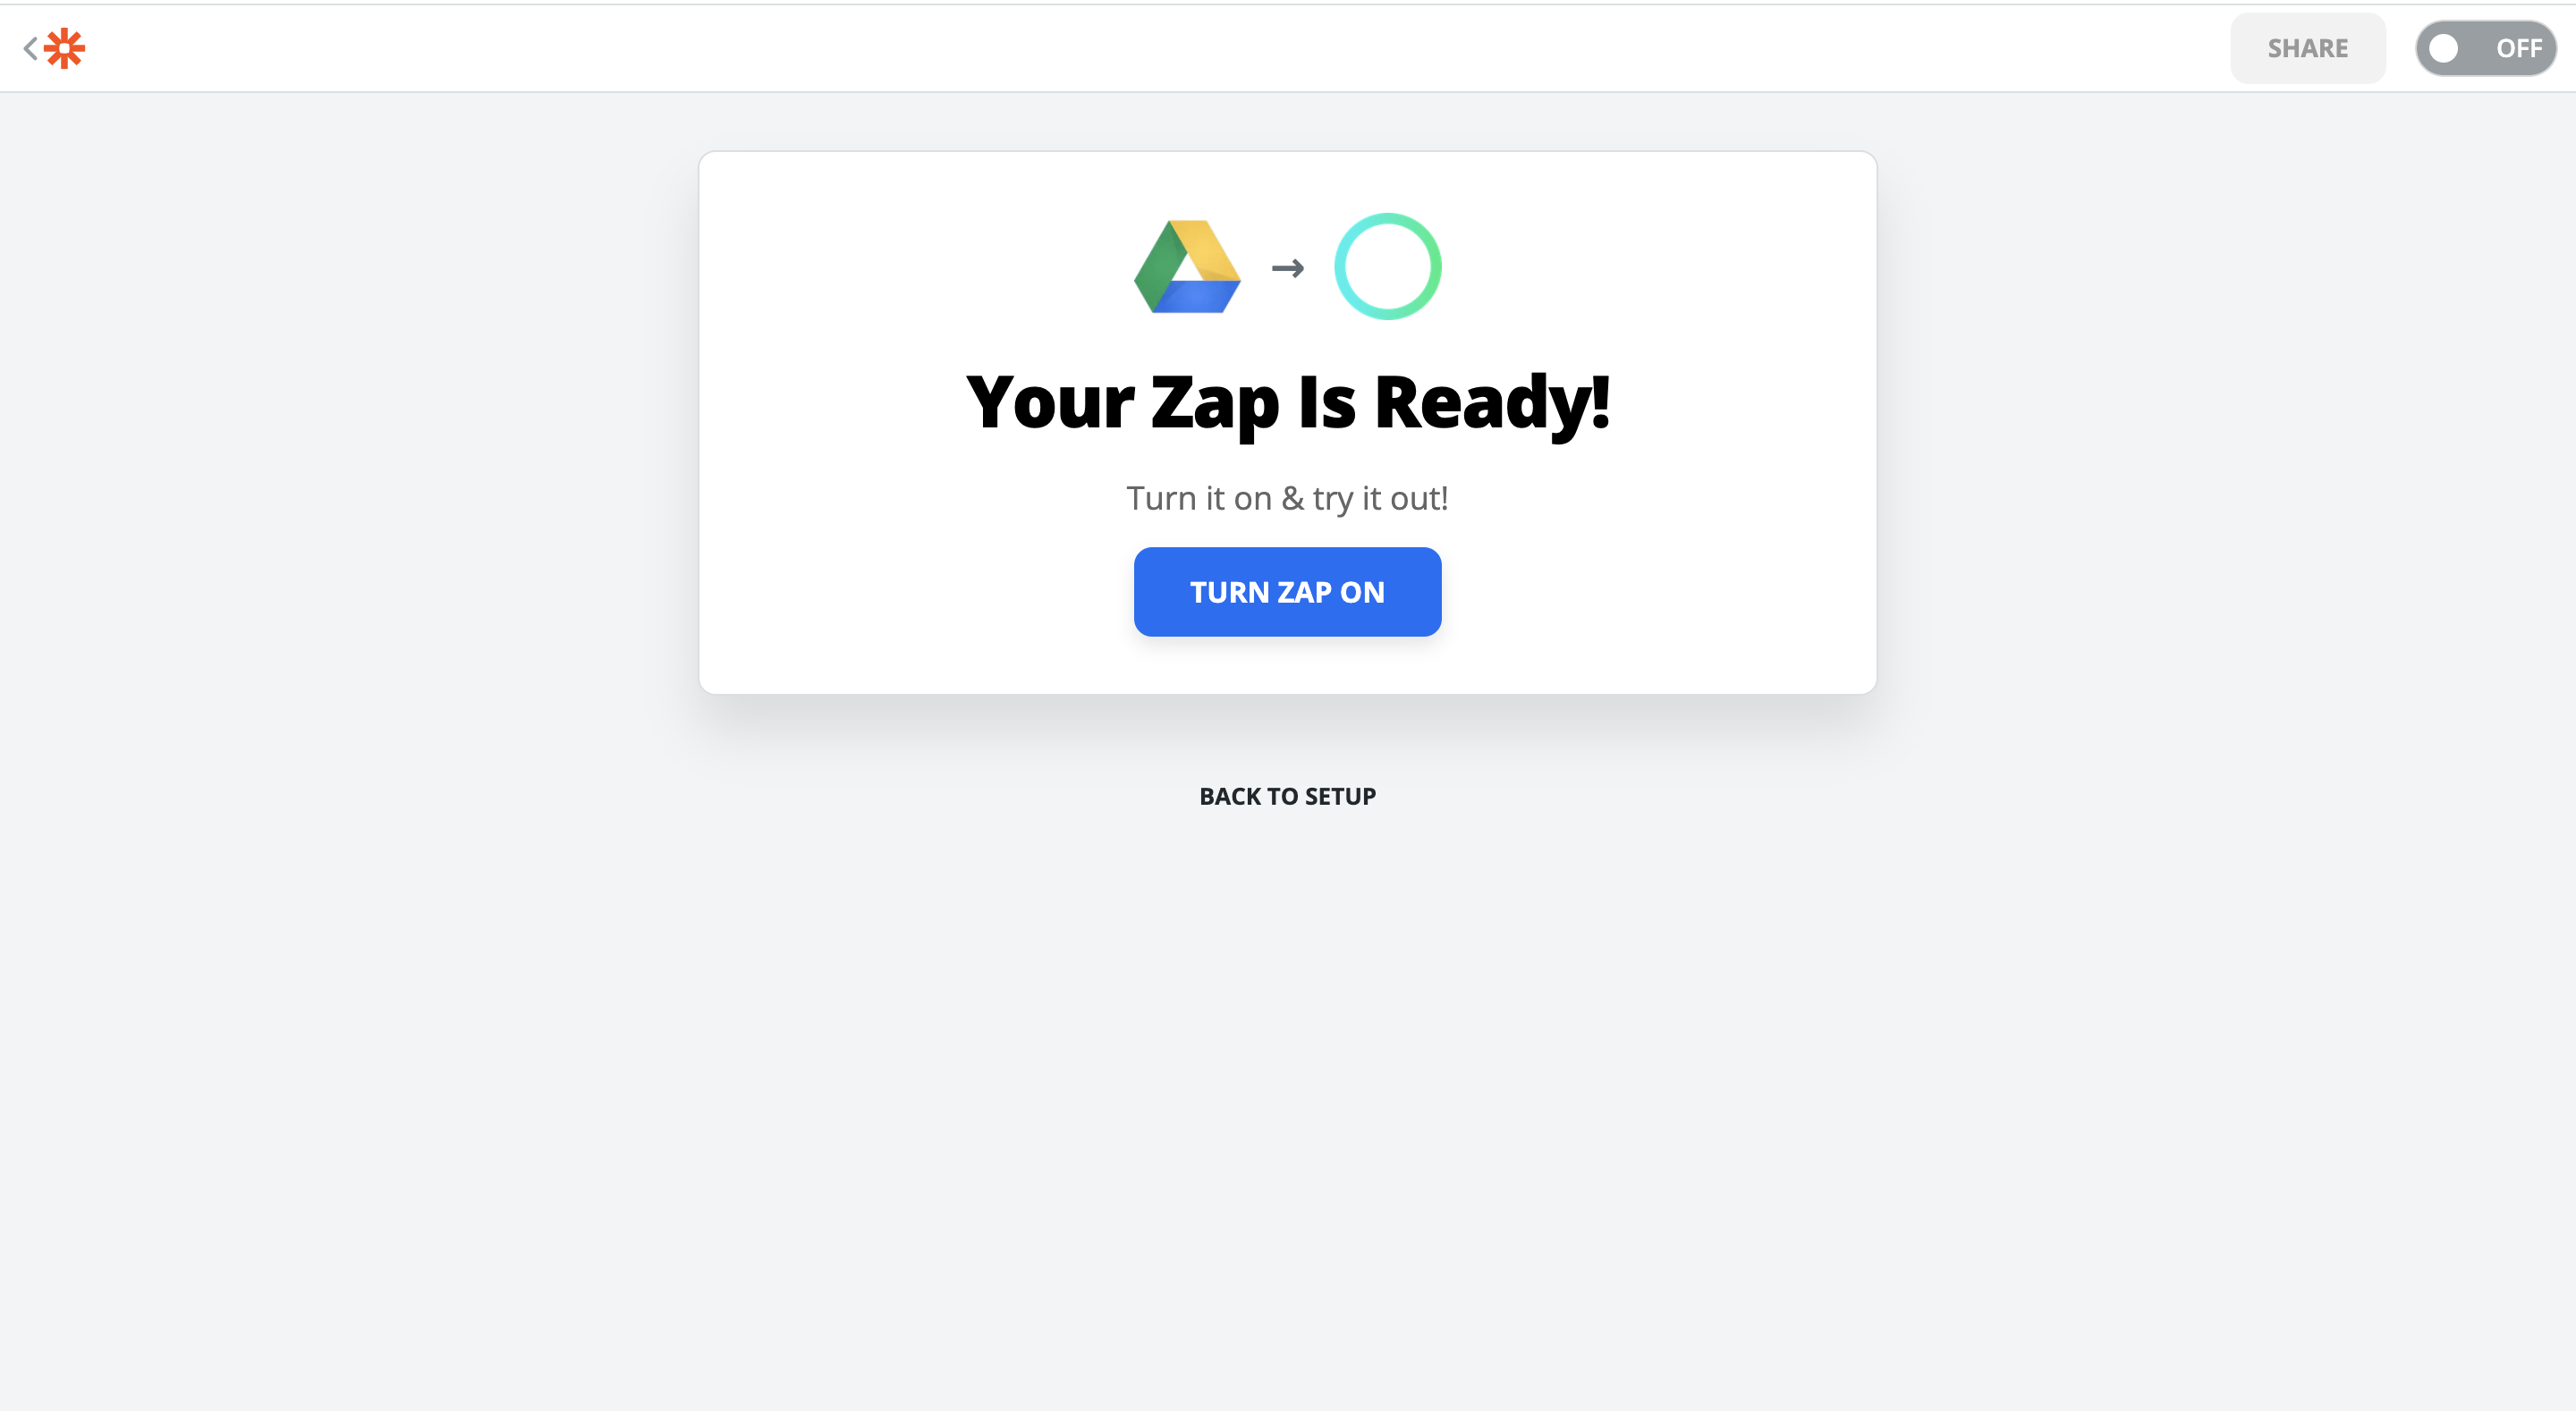 SHARE
OFF
Your Zap Is Ready!
Turn it on & try it out!
TURN ZAP ON
BACK TO SETUP